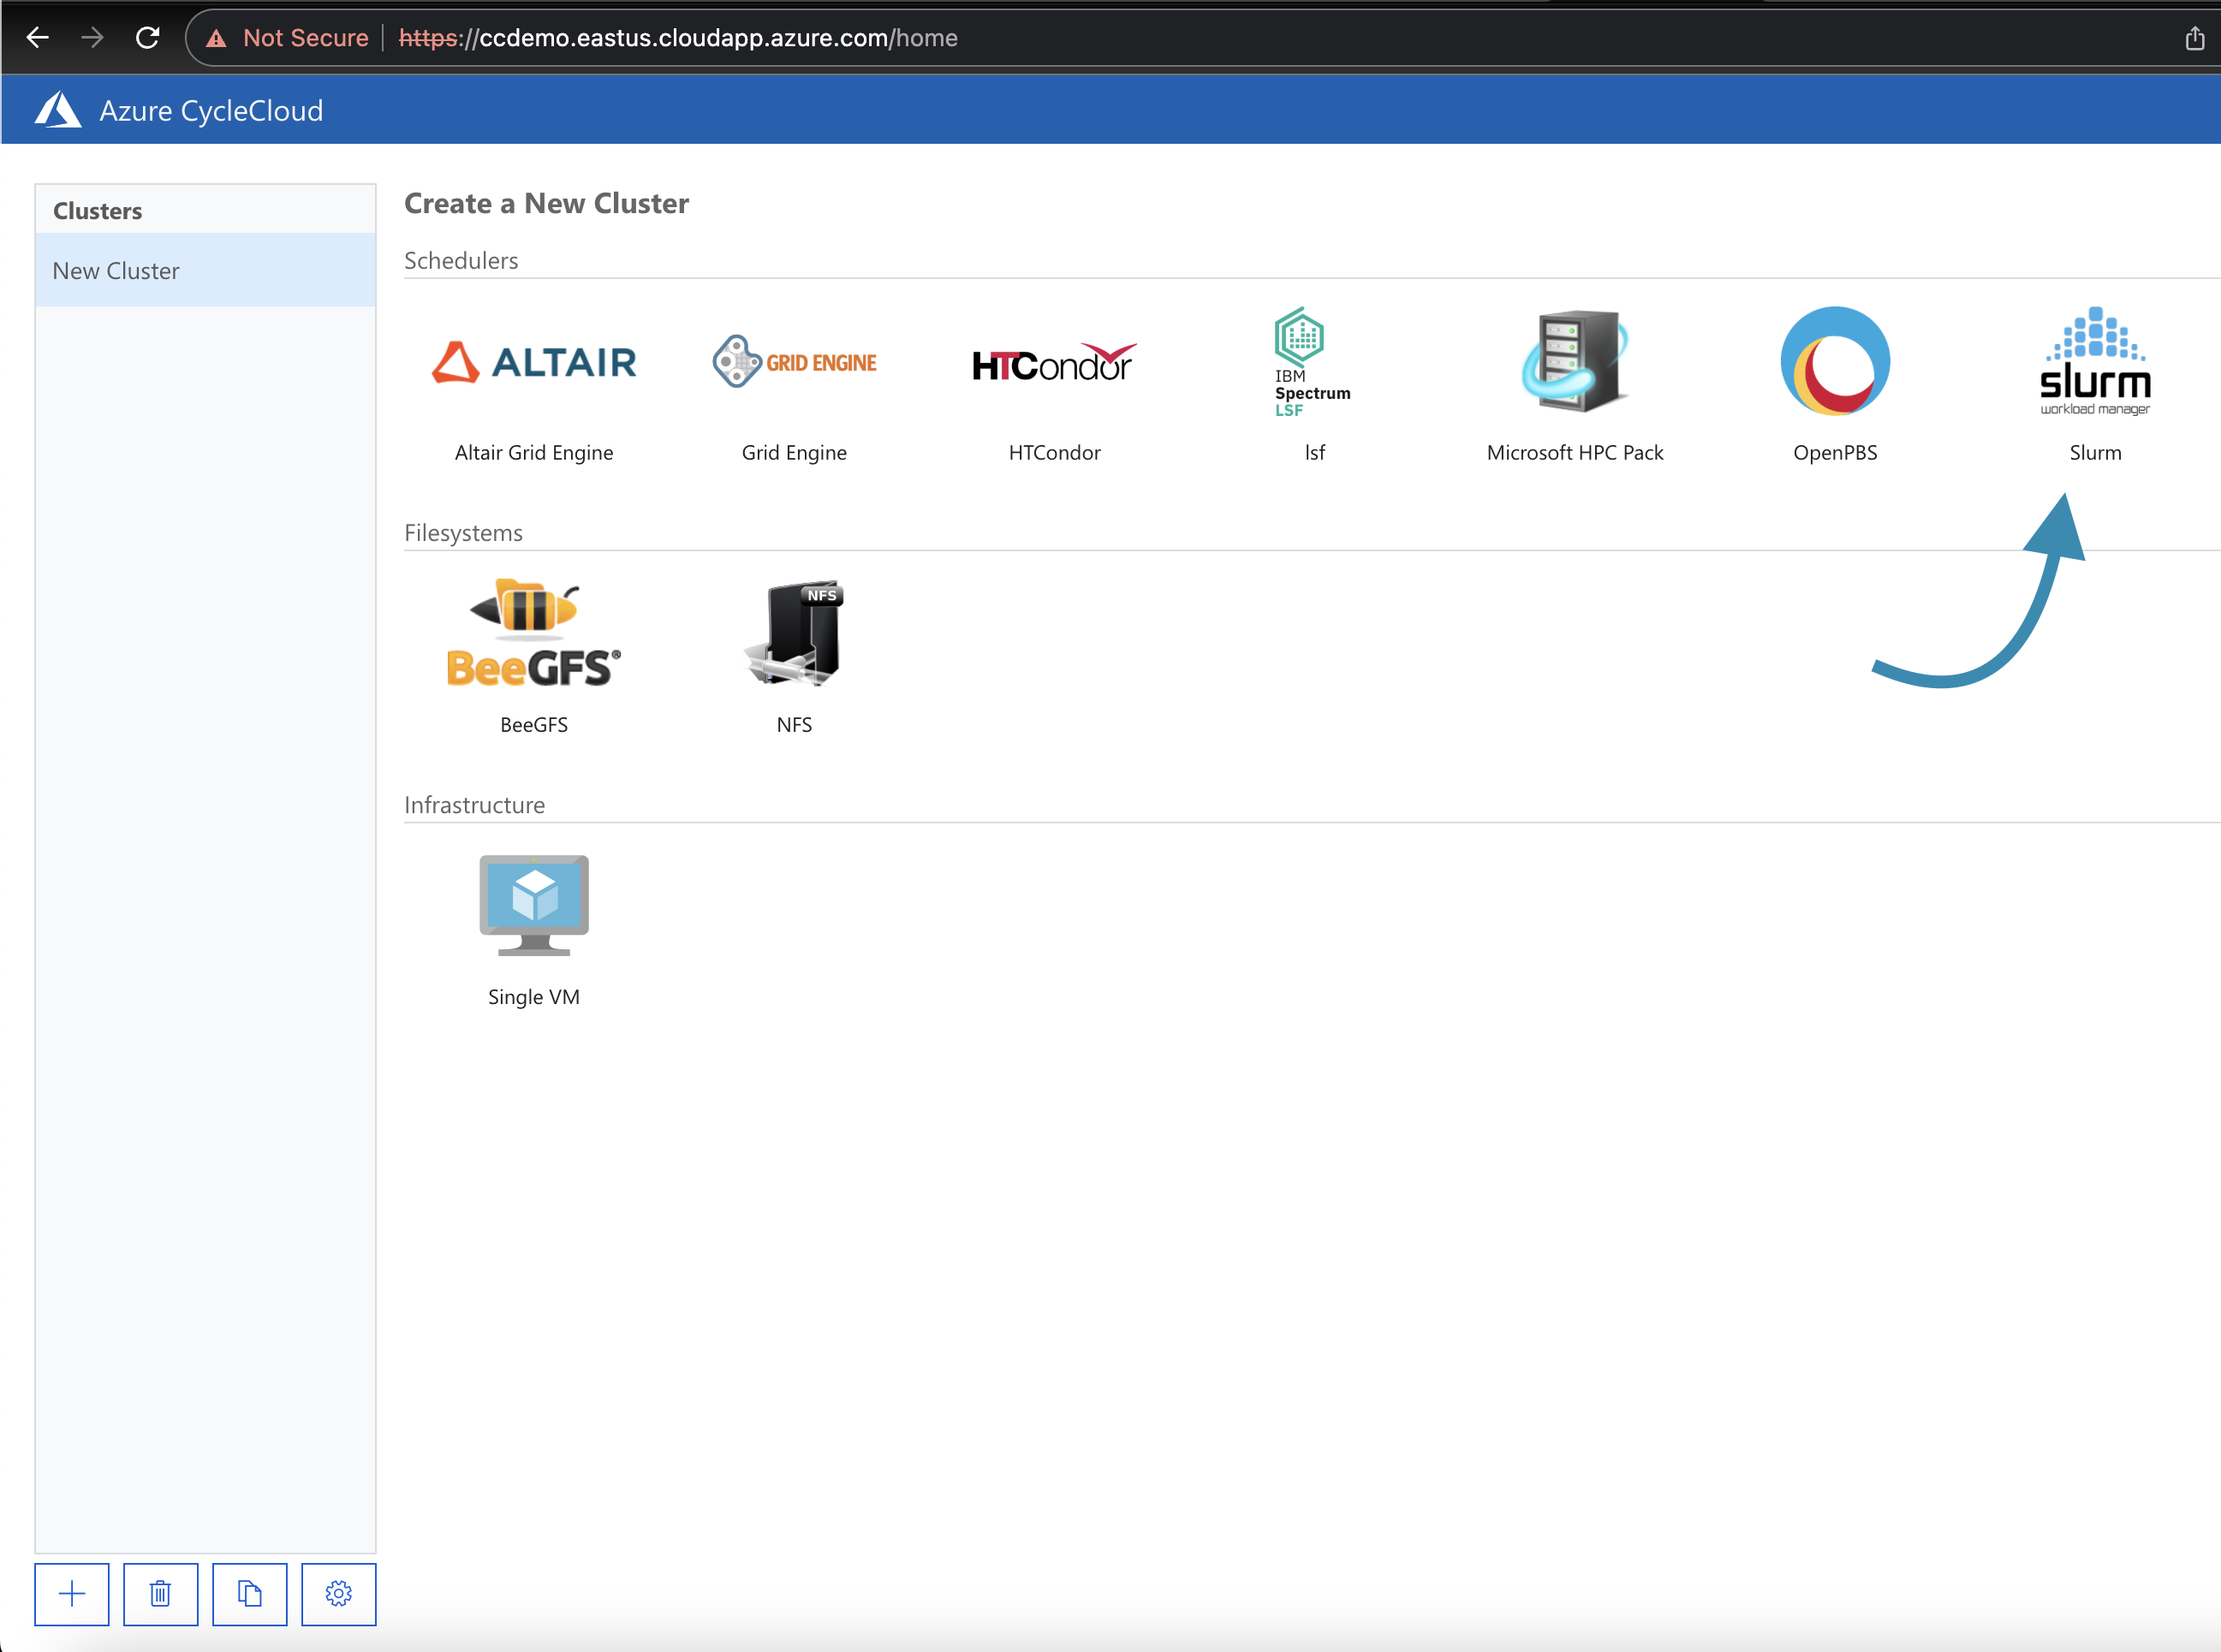 Not Secure https://ccdemo.eastus.cloudapp.azure.com/home
Azure CycleCloud
Clusters
New Cluster
Create a New Cluster
Schedulers
ALTAIR
GRID ENGINE
HTCondor
IBM
Spectrum
LSF
slurm
workload manager
Altair Grid Engine
Grid Engine
HTCondor
lsf
Microsoft HPC Pack
OpenPBS
Slurm
Filesystems
BeeGFS®
NFS
BeeGFS
NFS
Infrastructure
Single VM